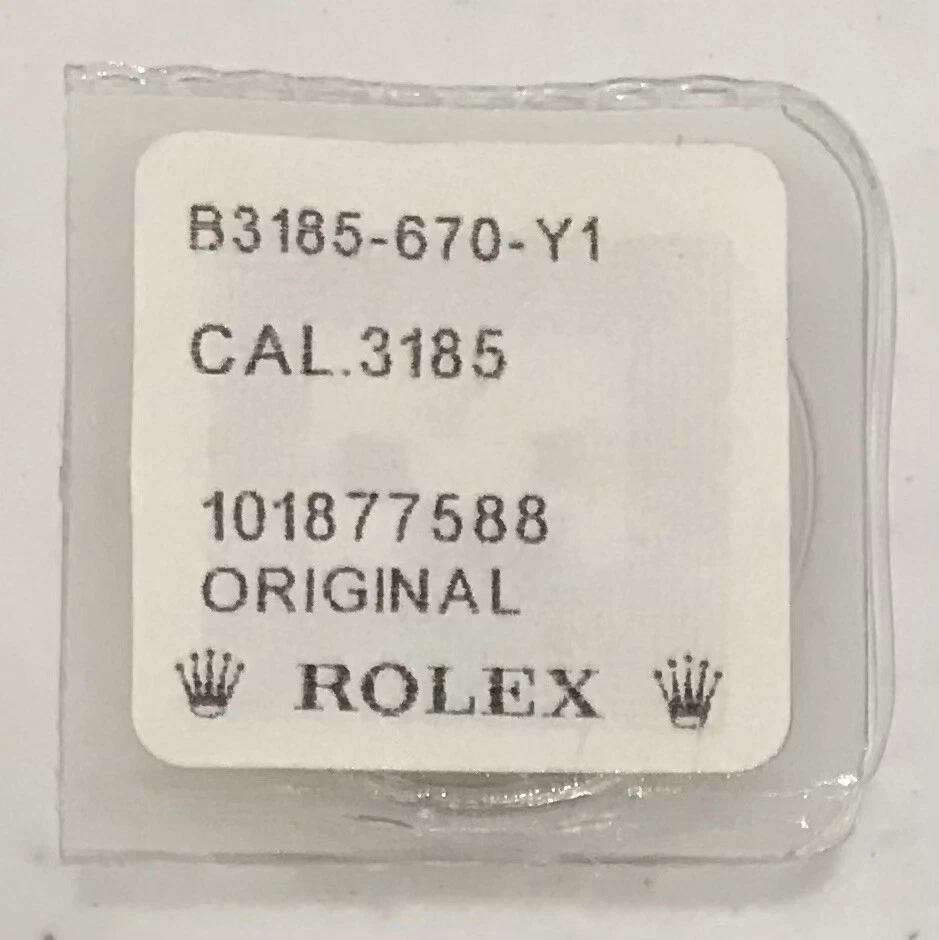 B3185-670-Y1
CAL.3185
101877588
ORIGINAL
ROLEX